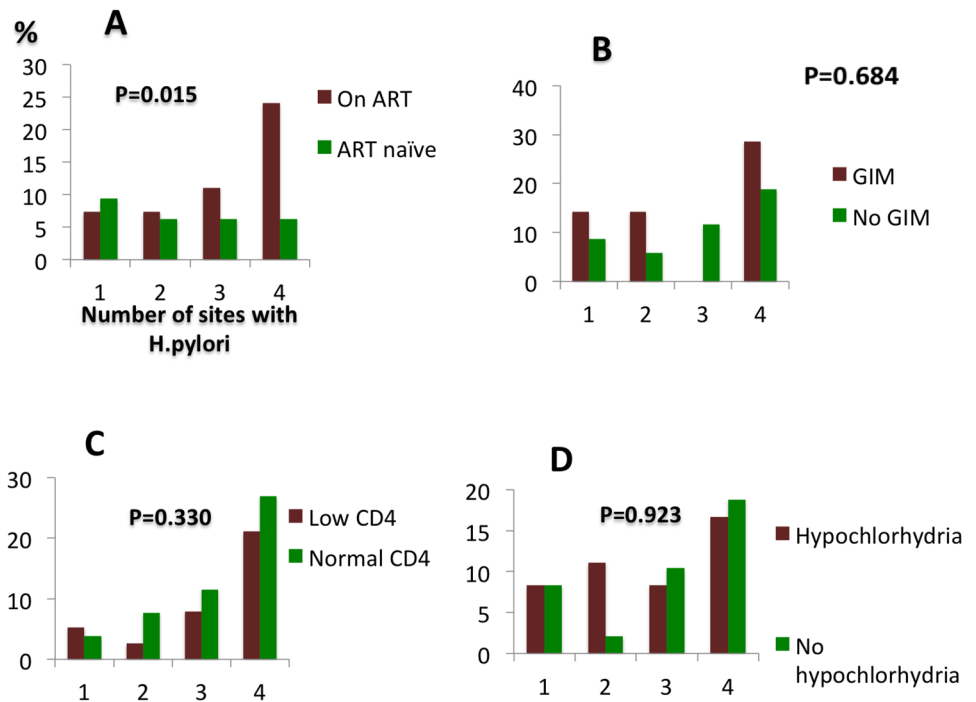 A
%
30
25
20
15
10
5
0
P=0.015
On ART
ART naïve
1 2 3 4
Number of sites with
H.pylori
B
P=0.684
40
30
20
10
0
GIM
No GIM
1 2 3 4
C
30
20
10
0
P=0.330
Low CD4
Normal CD4
1 2 3 4
D
20
15
10
5
0
P=0.923
Hypochlorhydria
No
hypochlorhydria
1 2 3 4